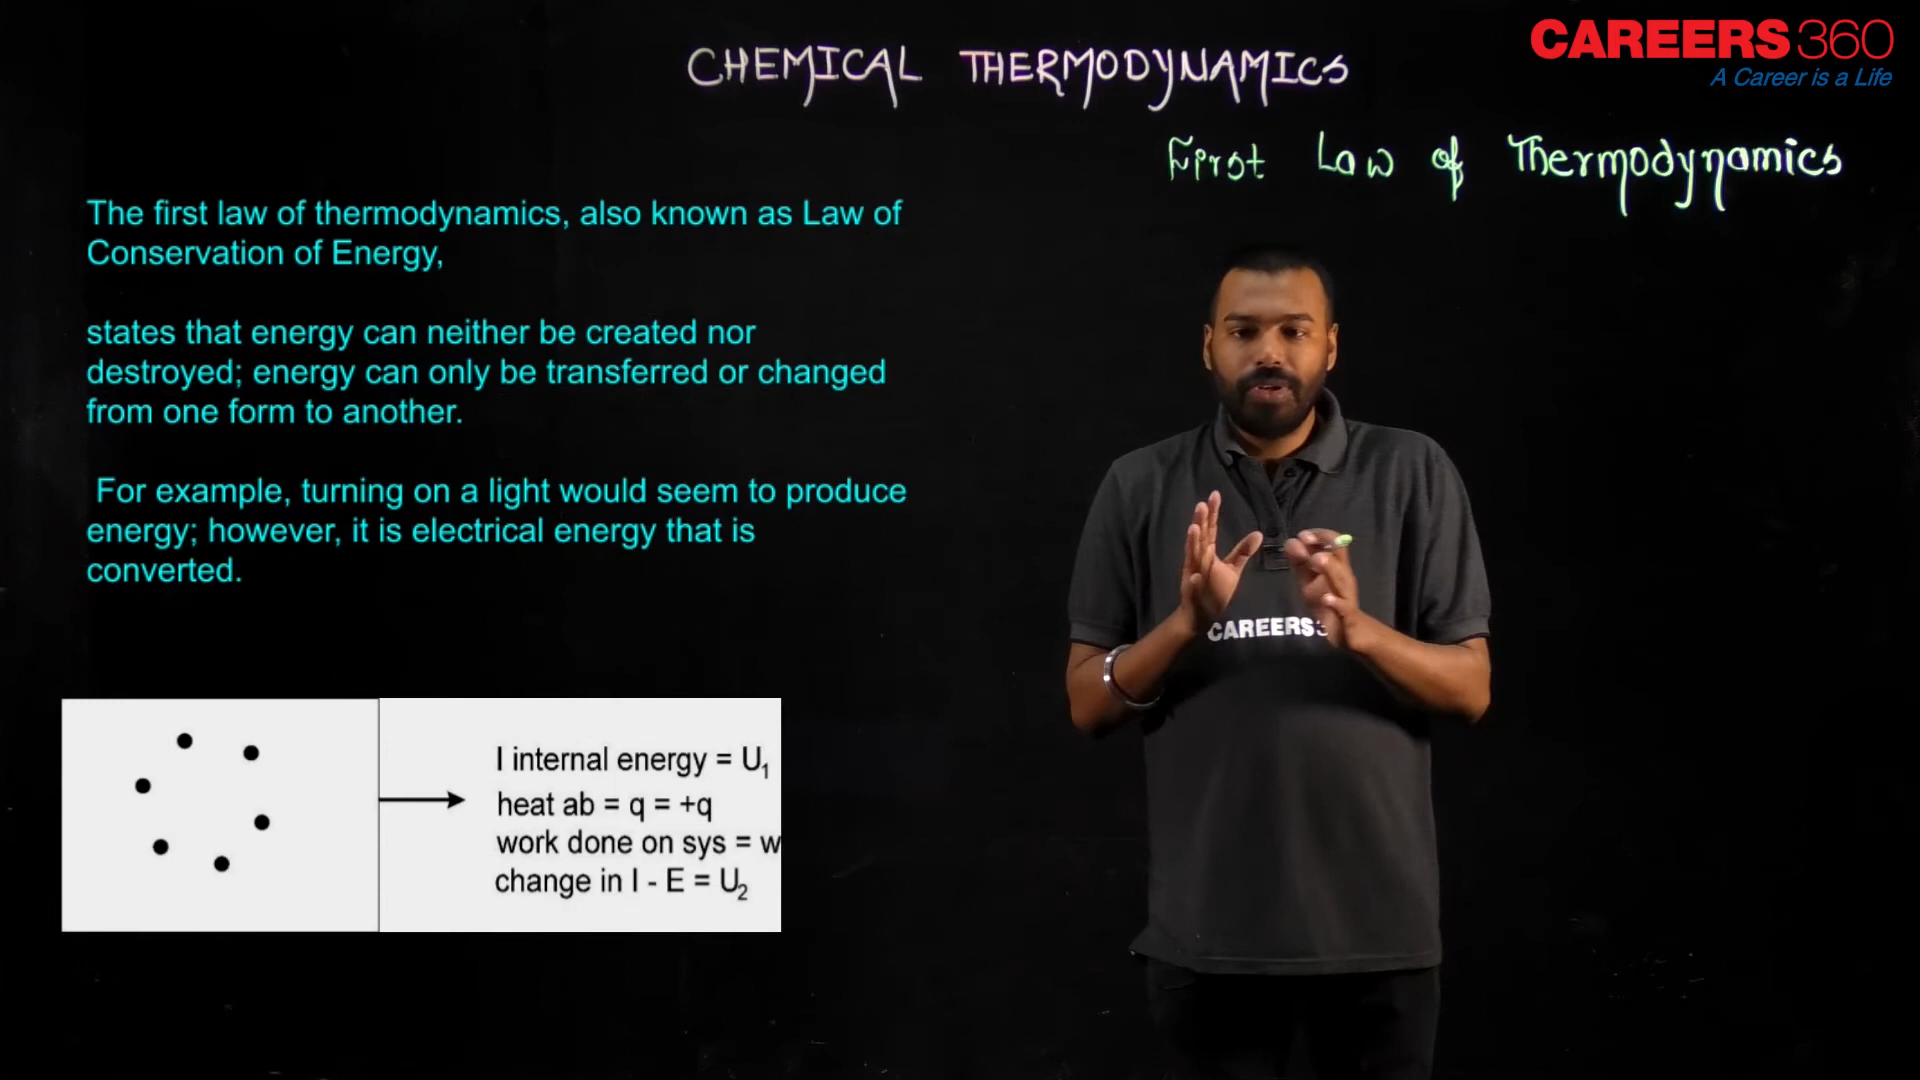 CAREERS360
A Career is a Life
CHEMICAL THERMODYNAMICS
First Law of Thermodynamics
The first law of thermodynamics, also known as Law of
Conservation of Energy,
states that energy can neither be created nor
destroyed; energy can only be transferred or changed
from one form to another.
For example, turning on a light would seem to produce
energy; however, it is electrical energy that is
converted.
CAREERS3
I internal energy = U₁
heat ab = q = +q
work done on sys = w
change in I - E = U₂